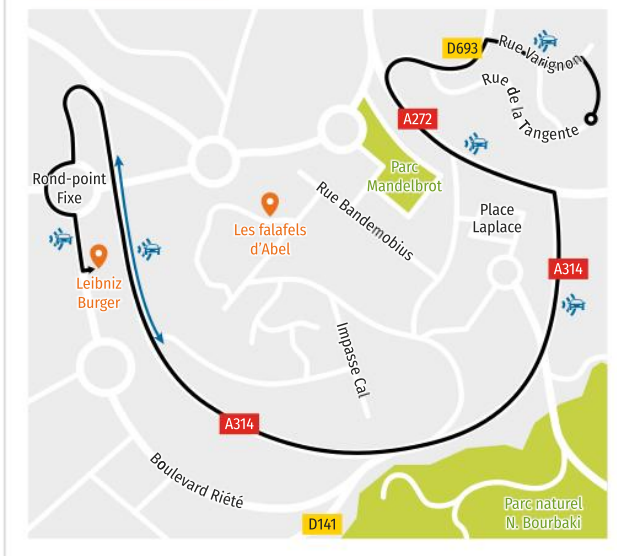 D693
Rue Varignon
Rue de la Tangente
A272
Parc
Mandelbrot
Rond-point
Fixe
Rue Bandemobius
Place
Laplace
Les falafels
d'Abel
A314
Leibniz
Burger
Impasse Cal
A314
Boulevard Riété
Parc naturel
N. Bourbaki
D141